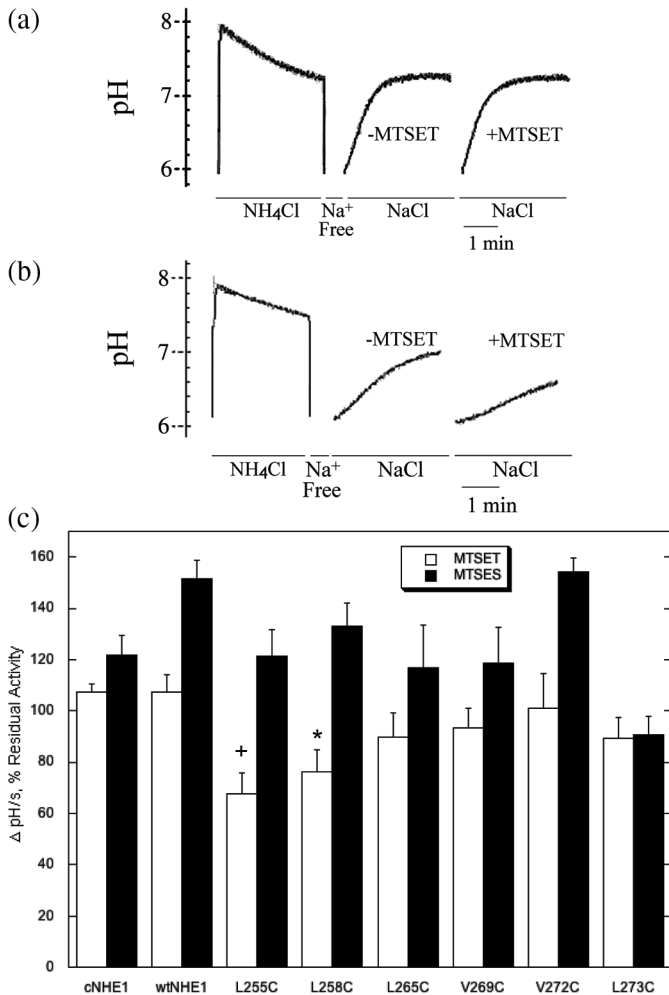 (a)
8
7
6
pH
-MTSET
+MTSET
NH4Cl
Na+
Free
NaCl
NaCl
1 min
(b)
8
7
6
pH
-MTSET
+MTSET
NH4Cl
Na+
Free
NaCl
NaCl
1 min
(c)
160
140
120
100
80
60
40
20
0
Δ pH/s, % Residual Activity
MTSET
MTSES
+
*
cNHE1 wtNHE1 L255C L258C L265C V269C V272C L273C